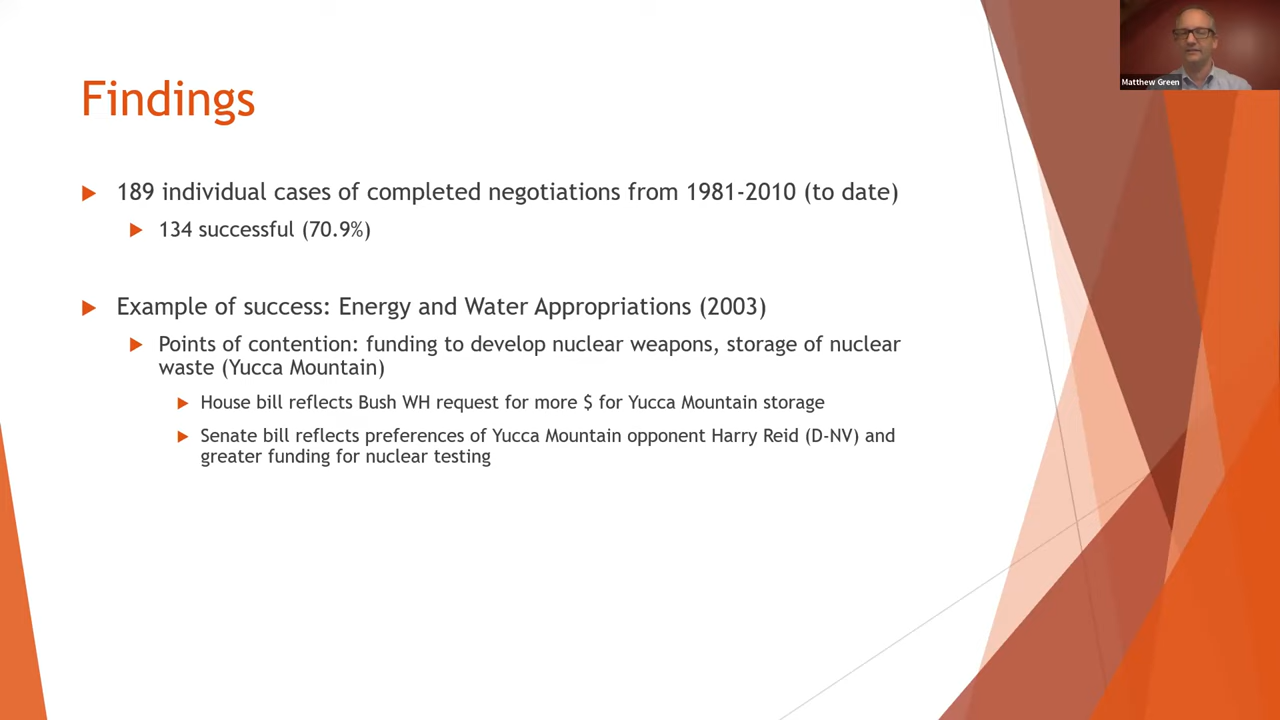 Matthew Green
Findings
189 individual cases of completed negotiations from 1981-2010 (to date)
134 successful (70.9%)
Example of success: Energy and Water Appropriations (2003)
Points of contention: funding to develop nuclear weapons, storage of nuclear
waste (Yucca Mountain)
House bill reflects Bush WH request for more $ for Yucca Mountain storage
Senate bill reflects preferences of Yucca Mountain opponent Harry Reid (D-NV) and
greater funding for nuclear testing